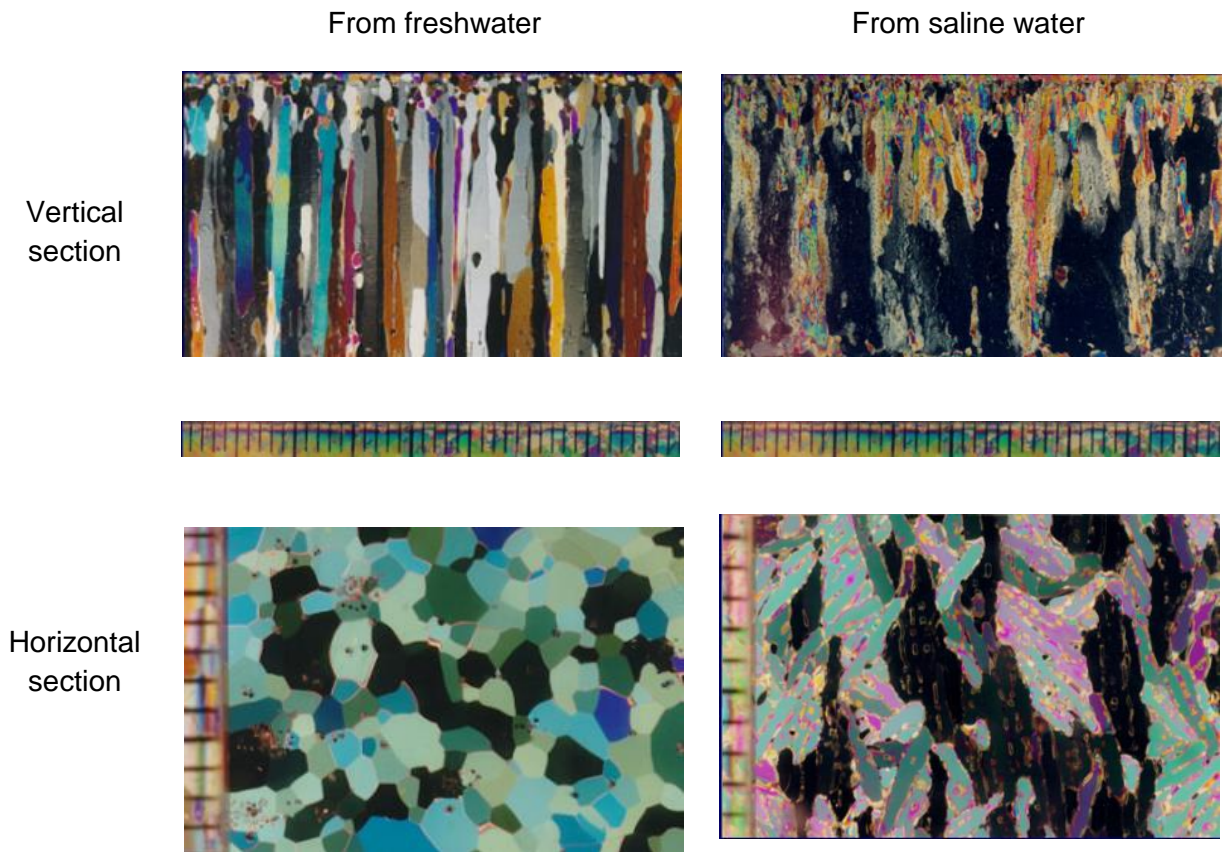 From freshwater
From saline water
Vertical
section
Horizontal
section